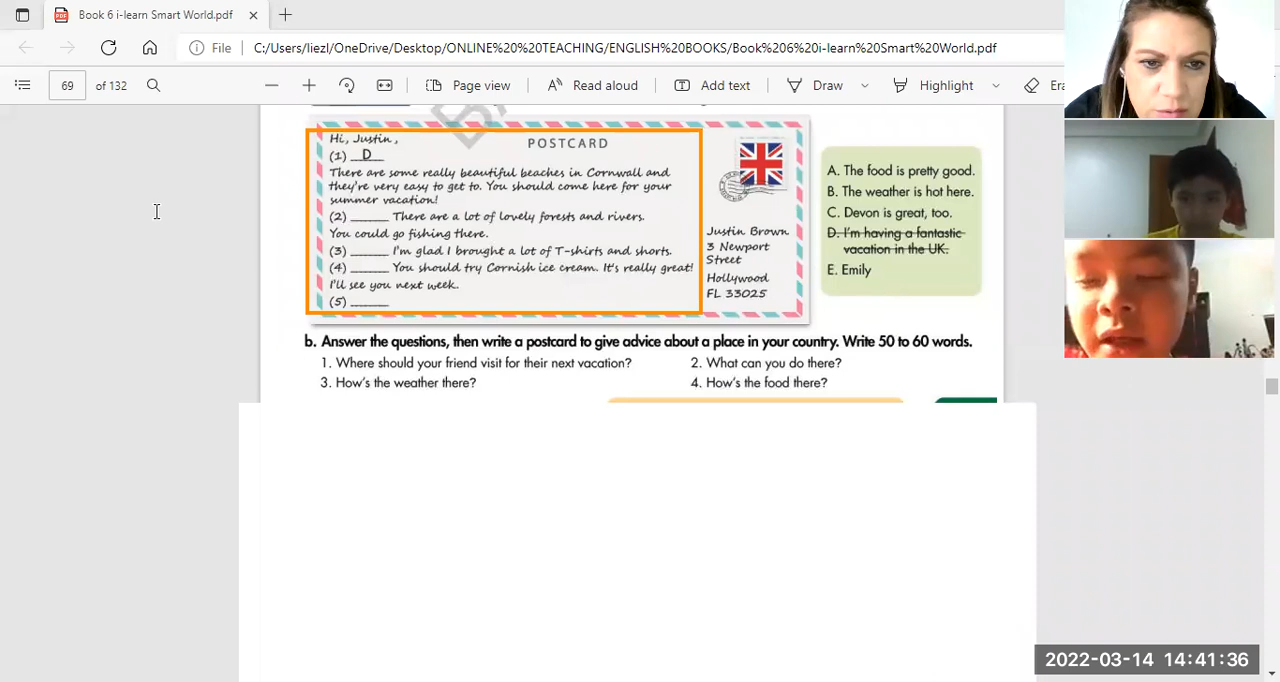 Book 6 i-learn Smart World.pdf
File C:/Users/liezl/OneDrive/Desktop/ONLINE%20%20TEACHING/ENGLISH%20BOOKS/Book%206%20i-learn%20Smart%20World.pdf
69 of 132 Page view Read aloud Add text Draw Highlight Era
Hi, Justin,
POSTCARD
(1) __D__
There are some really beautiful beaches in Cornwall and
they're very easy to get to. You should come here for your
summer vacation!
(2) ______ There are a lot of lovely forests and rivers.
You could go fishing there.
(3) ______ I'm glad I brought a lot of T-shirts and shorts.
(4) ______ You should try Cornish ice cream. It's really great!
I'll see you next week.
(5) ______
Justin Brown
3 Newport
Street
Hollywood
FL 33025
A. The food is pretty good.
B. The weather is hot here.
C. Devon is great, too.
D. I'm having a fantastic
vacation in the UK.
E. Emily
b. Answer the questions, then write a postcard to give advice about a place in your country. Write 50 to 60 words.
1. Where should your friend visit for their next vacation?
2. What can you do there?
3. How's the weather there?
4. How's the food there?
2022-03-14 14:41:36